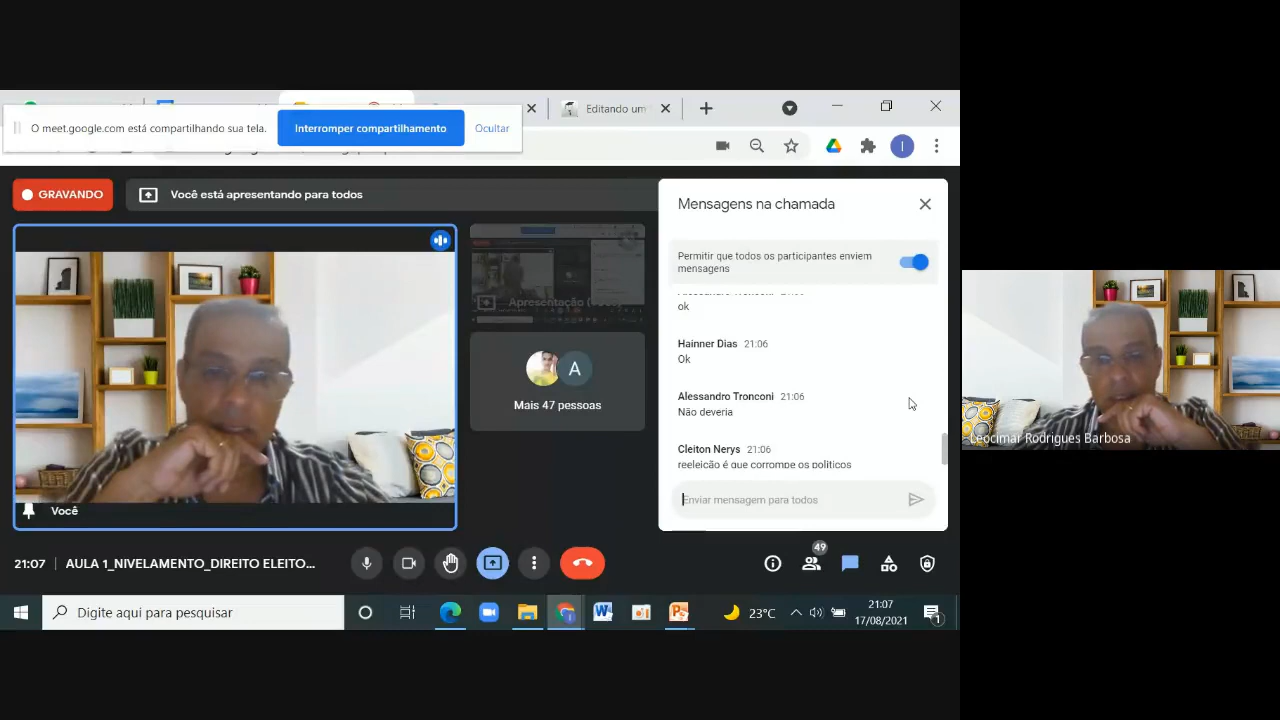 Editando um
O meet.google.com está compartilhando sua tela.
Interromper compartilhamento
Ocultar
I
GRAVANDO
Você está apresentando para todos
Mensagens na chamada
Permitir que todos os participantes enviem
mensagens
ok
Hainner Dias 21:06
Ok
Alessandro Tronconi 21:06
Não deveria
Cleiton Nerys 21:06
reeleição é que corrompe os políticos
Enviar mensagem para todos
A
Mais 47 pessoas
Você
Leocimar Rodrigues Barbosa
21:07 | AULA 1_NIVELAMENTO_DIREITO ELEITO...
49
Digite aqui para pesquisar
23°C
21:07
17/08/2021
1